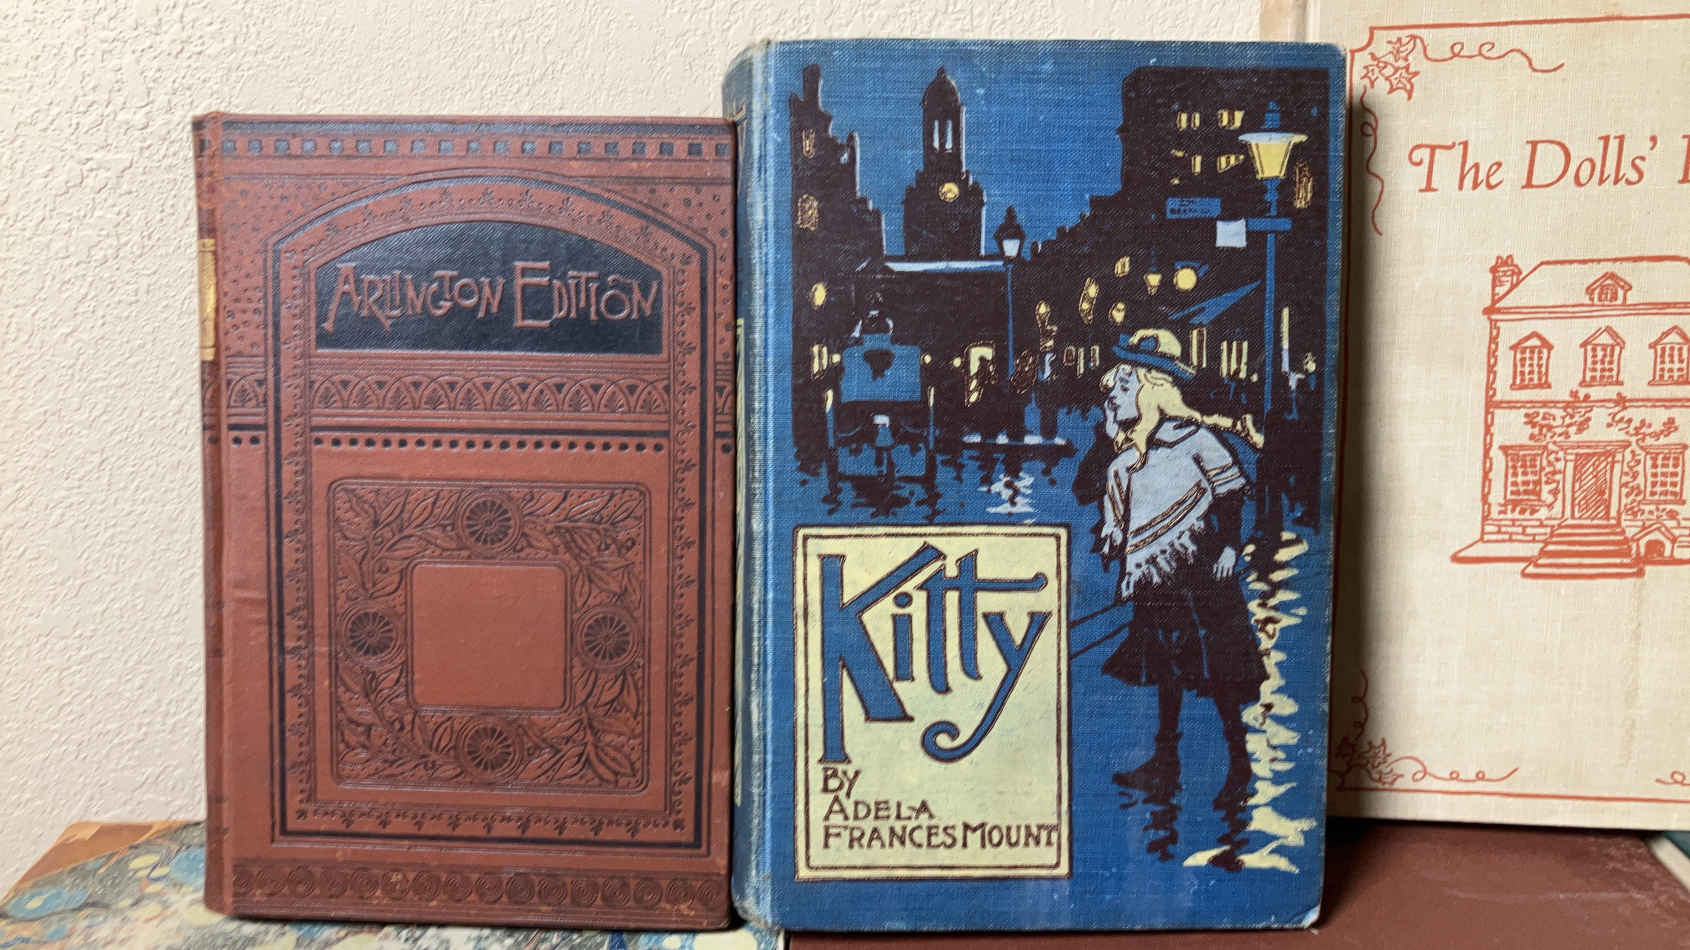 Arlington Edition
Kitty
By
Adela
Frances Mount
The Dolls'